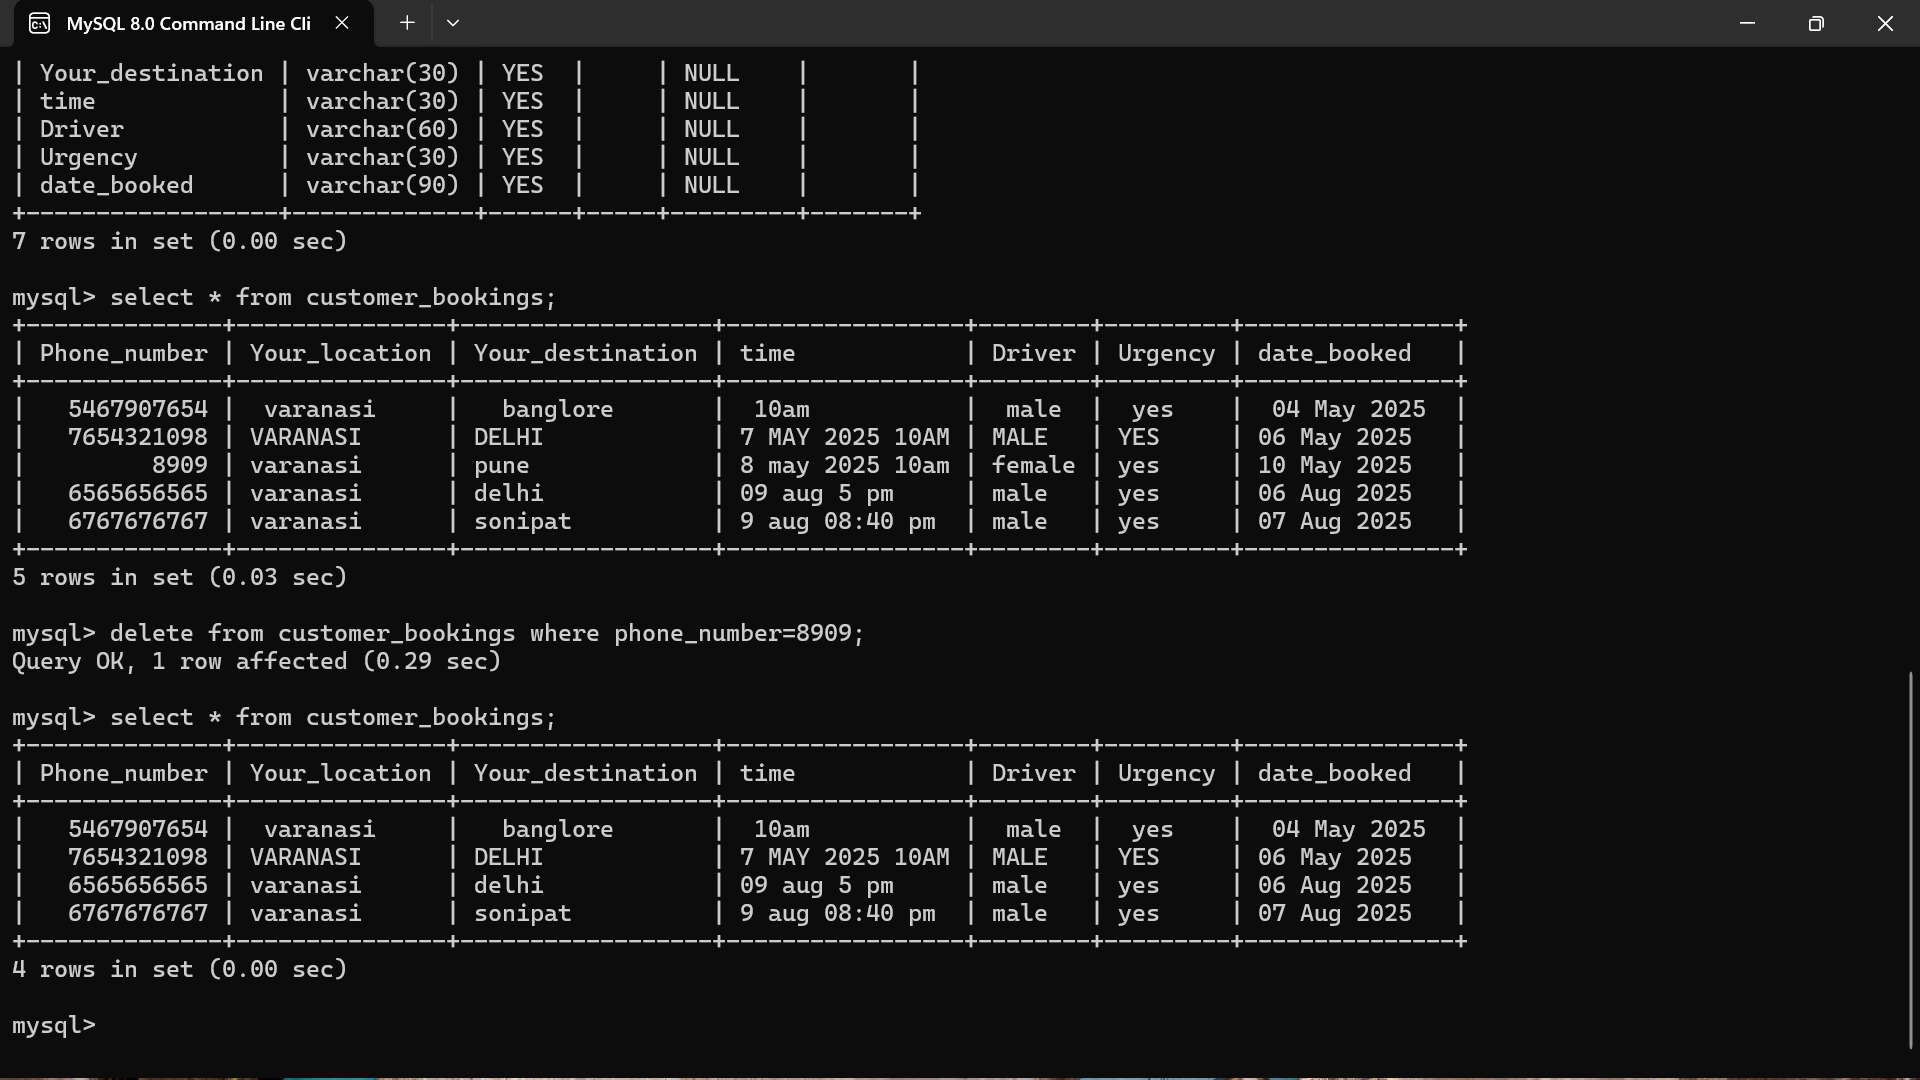 MySQL 8.0 Command Line Cli
| Your_destination | varchar(30) | YES  |     | NULL    |       |
| time             | varchar(30) | YES  |     | NULL    |       |
| Driver           | varchar(60) | YES  |     | NULL    |       |
| Urgency          | varchar(30) | YES  |     | NULL    |       |
| date_booked      | varchar(90) | YES  |     | NULL    |       |
+------------------+-------------+------+-----+---------+-------+
7 rows in set (0.00 sec)
mysql> select * from customer_bookings;
+--------------+---------------+------------------+-----------------+--------+---------+---------------+
| Phone_number | Your_location | Your_destination | time            | Driver | Urgency | date_booked   |
+--------------+---------------+------------------+-----------------+--------+---------+---------------+
|   5467907654 |  varanasi     |   banglore       |  10am           |  male  |  yes    |  04 May 2025  |
|   7654321098 | VARANASI      | DELHI            | 7 MAY 2025 10AM | MALE   | YES     | 06 May 2025   |
|         8909 | varanasi      | pune             | 8 may 2025 10am | female | yes     | 10 May 2025   |
|   6565656565 | varanasi      | delhi            | 09 aug 5 pm     | male   | yes     | 06 Aug 2025   |
|   6767676767 | varanasi      | sonipat          | 9 aug 08:40 pm  | male   | yes     | 07 Aug 2025   |
+--------------+---------------+------------------+-----------------+--------+---------+---------------+
5 rows in set (0.03 sec)
mysql> delete from customer_bookings where phone_number=8909;
Query OK, 1 row affected (0.29 sec)
mysql> select * from customer_bookings;
+--------------+---------------+------------------+-----------------+--------+---------+---------------+
| Phone_number | Your_location | Your_destination | time            | Driver | Urgency | date_booked   |
+--------------+---------------+------------------+-----------------+--------+---------+---------------+
|   5467907654 |  varanasi     |   banglore       |  10am           |  male  |  yes    |  04 May 2025  |
|   7654321098 | VARANASI      | DELHI            | 7 MAY 2025 10AM | MALE   | YES     | 06 May 2025   |
|   6565656565 | varanasi      | delhi            | 09 aug 5 pm     | male   | yes     | 06 Aug 2025   |
|   6767676767 | varanasi      | sonipat          | 9 aug 08:40 pm  | male   | yes     | 07 Aug 2025   |
+--------------+---------------+------------------+-----------------+--------+---------+---------------+
4 rows in set (0.00 sec)
mysql>